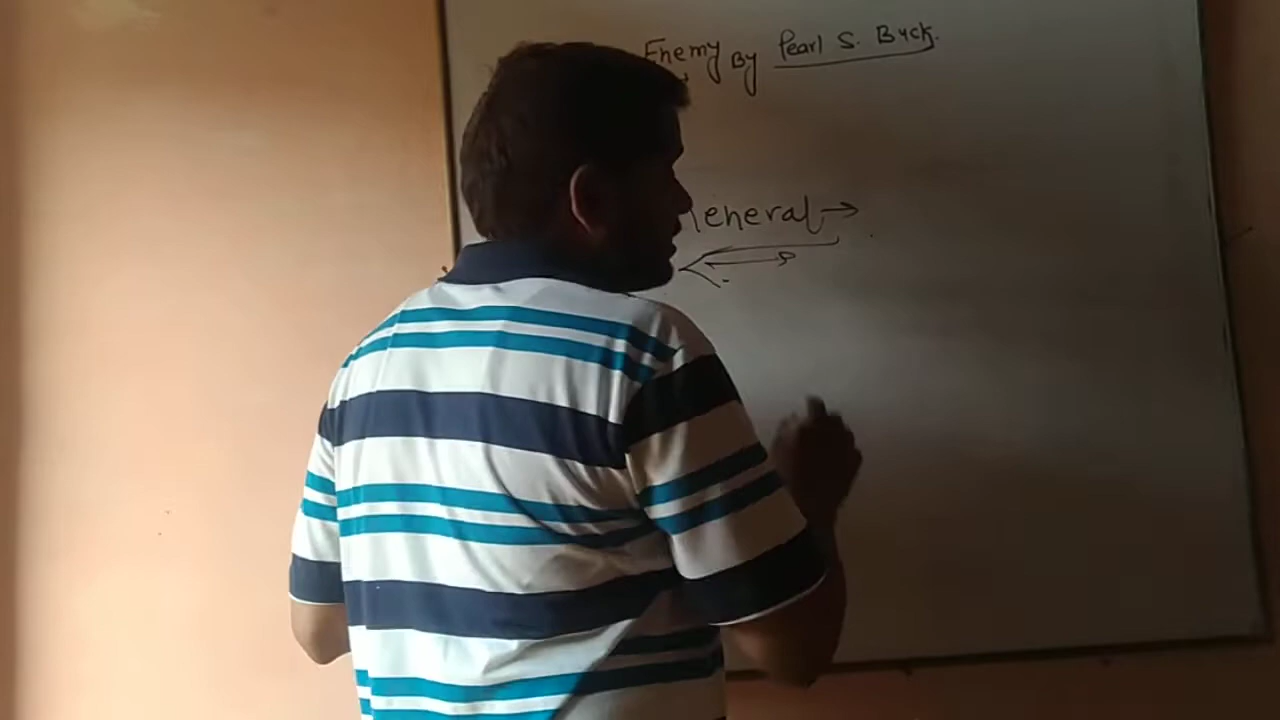 Enemy By Pearl S. Buck.
eneral →